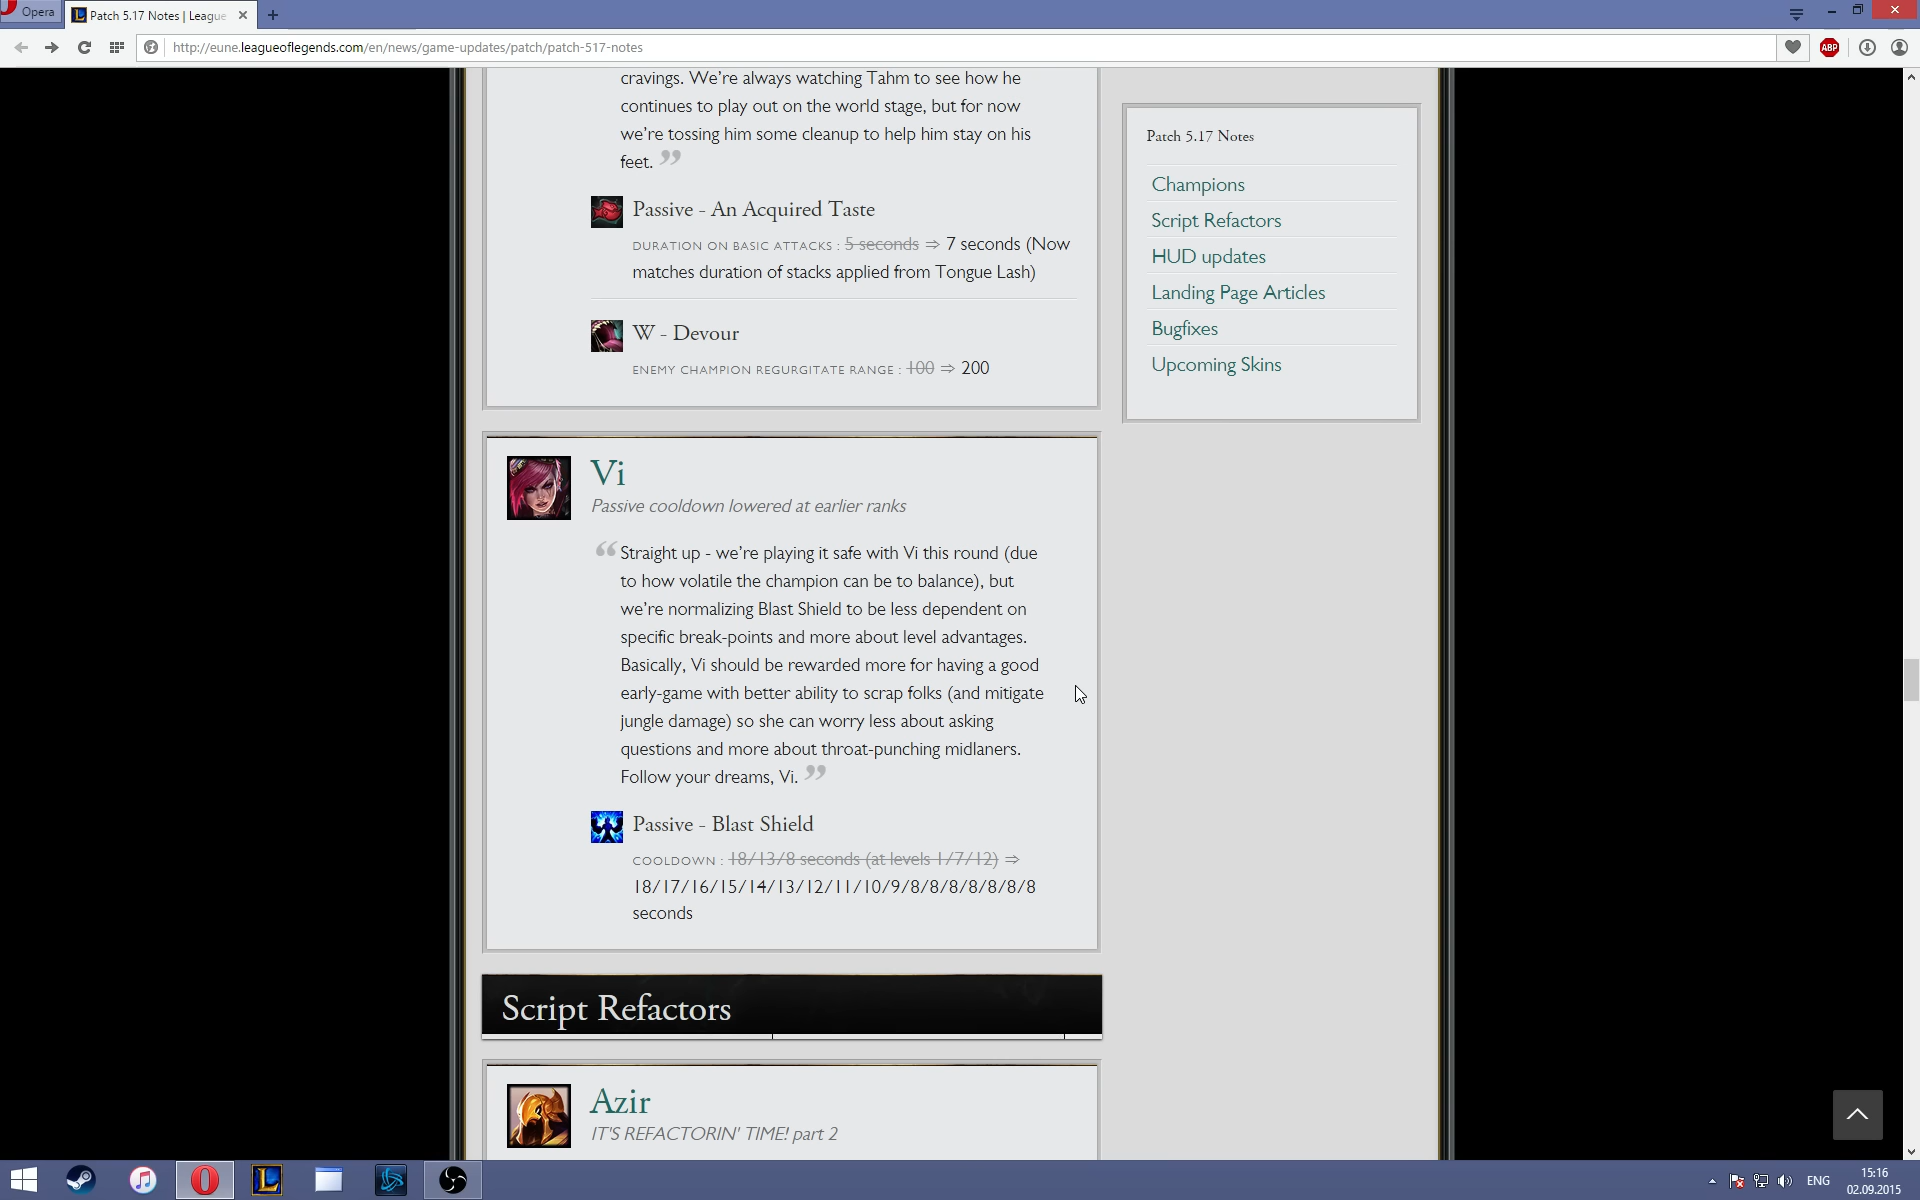 Opera
Patch 5.17 Notes | League
http://eune.leagueoflegends.com/en/news/game-updates/patch/patch-517-notes
ABP
cravings. We’re always watching Tahm to see how he
continues to play out on the world stage, but for now
we’re tossing him some cleanup to help him stay on his
feet. ”
Passive - An Acquired Taste
DURATION ON BASIC ATTACKS : 5 seconds ⇒ 7 seconds (Now
matches duration of stacks applied from Tongue Lash)
W - Devour
ENEMY CHAMPION REGURGITATE RANGE : 100 ⇒ 200
Vi
Passive cooldown lowered at earlier ranks
“ Straight up - we’re playing it safe with Vi this round (due
to how volatile the champion can be to balance), but
we’re normalizing Blast Shield to be less dependent on
specific break-points and more about level advantages.
Basically, Vi should be rewarded more for having a good
early-game with better ability to scrap folks (and mitigate
jungle damage) so she can worry less about asking
questions and more about throat-punching midlaners.
Follow your dreams, Vi. ”
Passive - Blast Shield
COOLDOWN : 18/13/8 seconds (at levels 1/7/12) ⇒
18/17/16/15/14/13/12/11/10/9/8/8/8/8/8/8/8
seconds
Script Refactors
Azir
IT'S REFACTORIN' TIME! part 2
Patch 5.17 Notes
Champions
Script Refactors
HUD updates
Landing Page Articles
Bugfixes
Upcoming Skins
ENG
15:16
02.09.2015